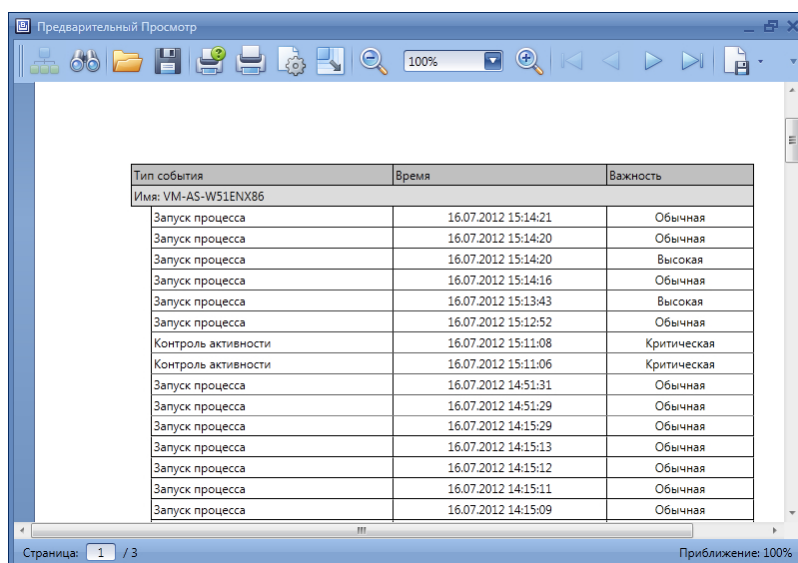 Предварительный Просмотр
100%
Тип события Время Важность
Имя: VM-AS-W51ENX86
Запуск процесса 16.07.2012 15:14:21 Обычная
Запуск процесса 16.07.2012 15:14:20 Обычная
Запуск процесса 16.07.2012 15:14:20 Высокая
Запуск процесса 16.07.2012 15:14:16 Обычная
Запуск процесса 16.07.2012 15:13:43 Высокая
Запуск процесса 16.07.2012 15:12:52 Обычная
Контроль активности 16.07.2012 15:11:08 Критическая
Контроль активности 16.07.2012 15:11:06 Критическая
Запуск процесса 16.07.2012 14:51:31 Обычная
Запуск процесса 16.07.2012 14:51:29 Обычная
Запуск процесса 16.07.2012 14:15:29 Обычная
Запуск процесса 16.07.2012 14:15:13 Обычная
Запуск процесса 16.07.2012 14:15:12 Обычная
Запуск процесса 16.07.2012 14:15:11 Обычная
Запуск процесса 16.07.2012 14:15:09 Обычная
Страница: 1 / 3 Приближение: 100%